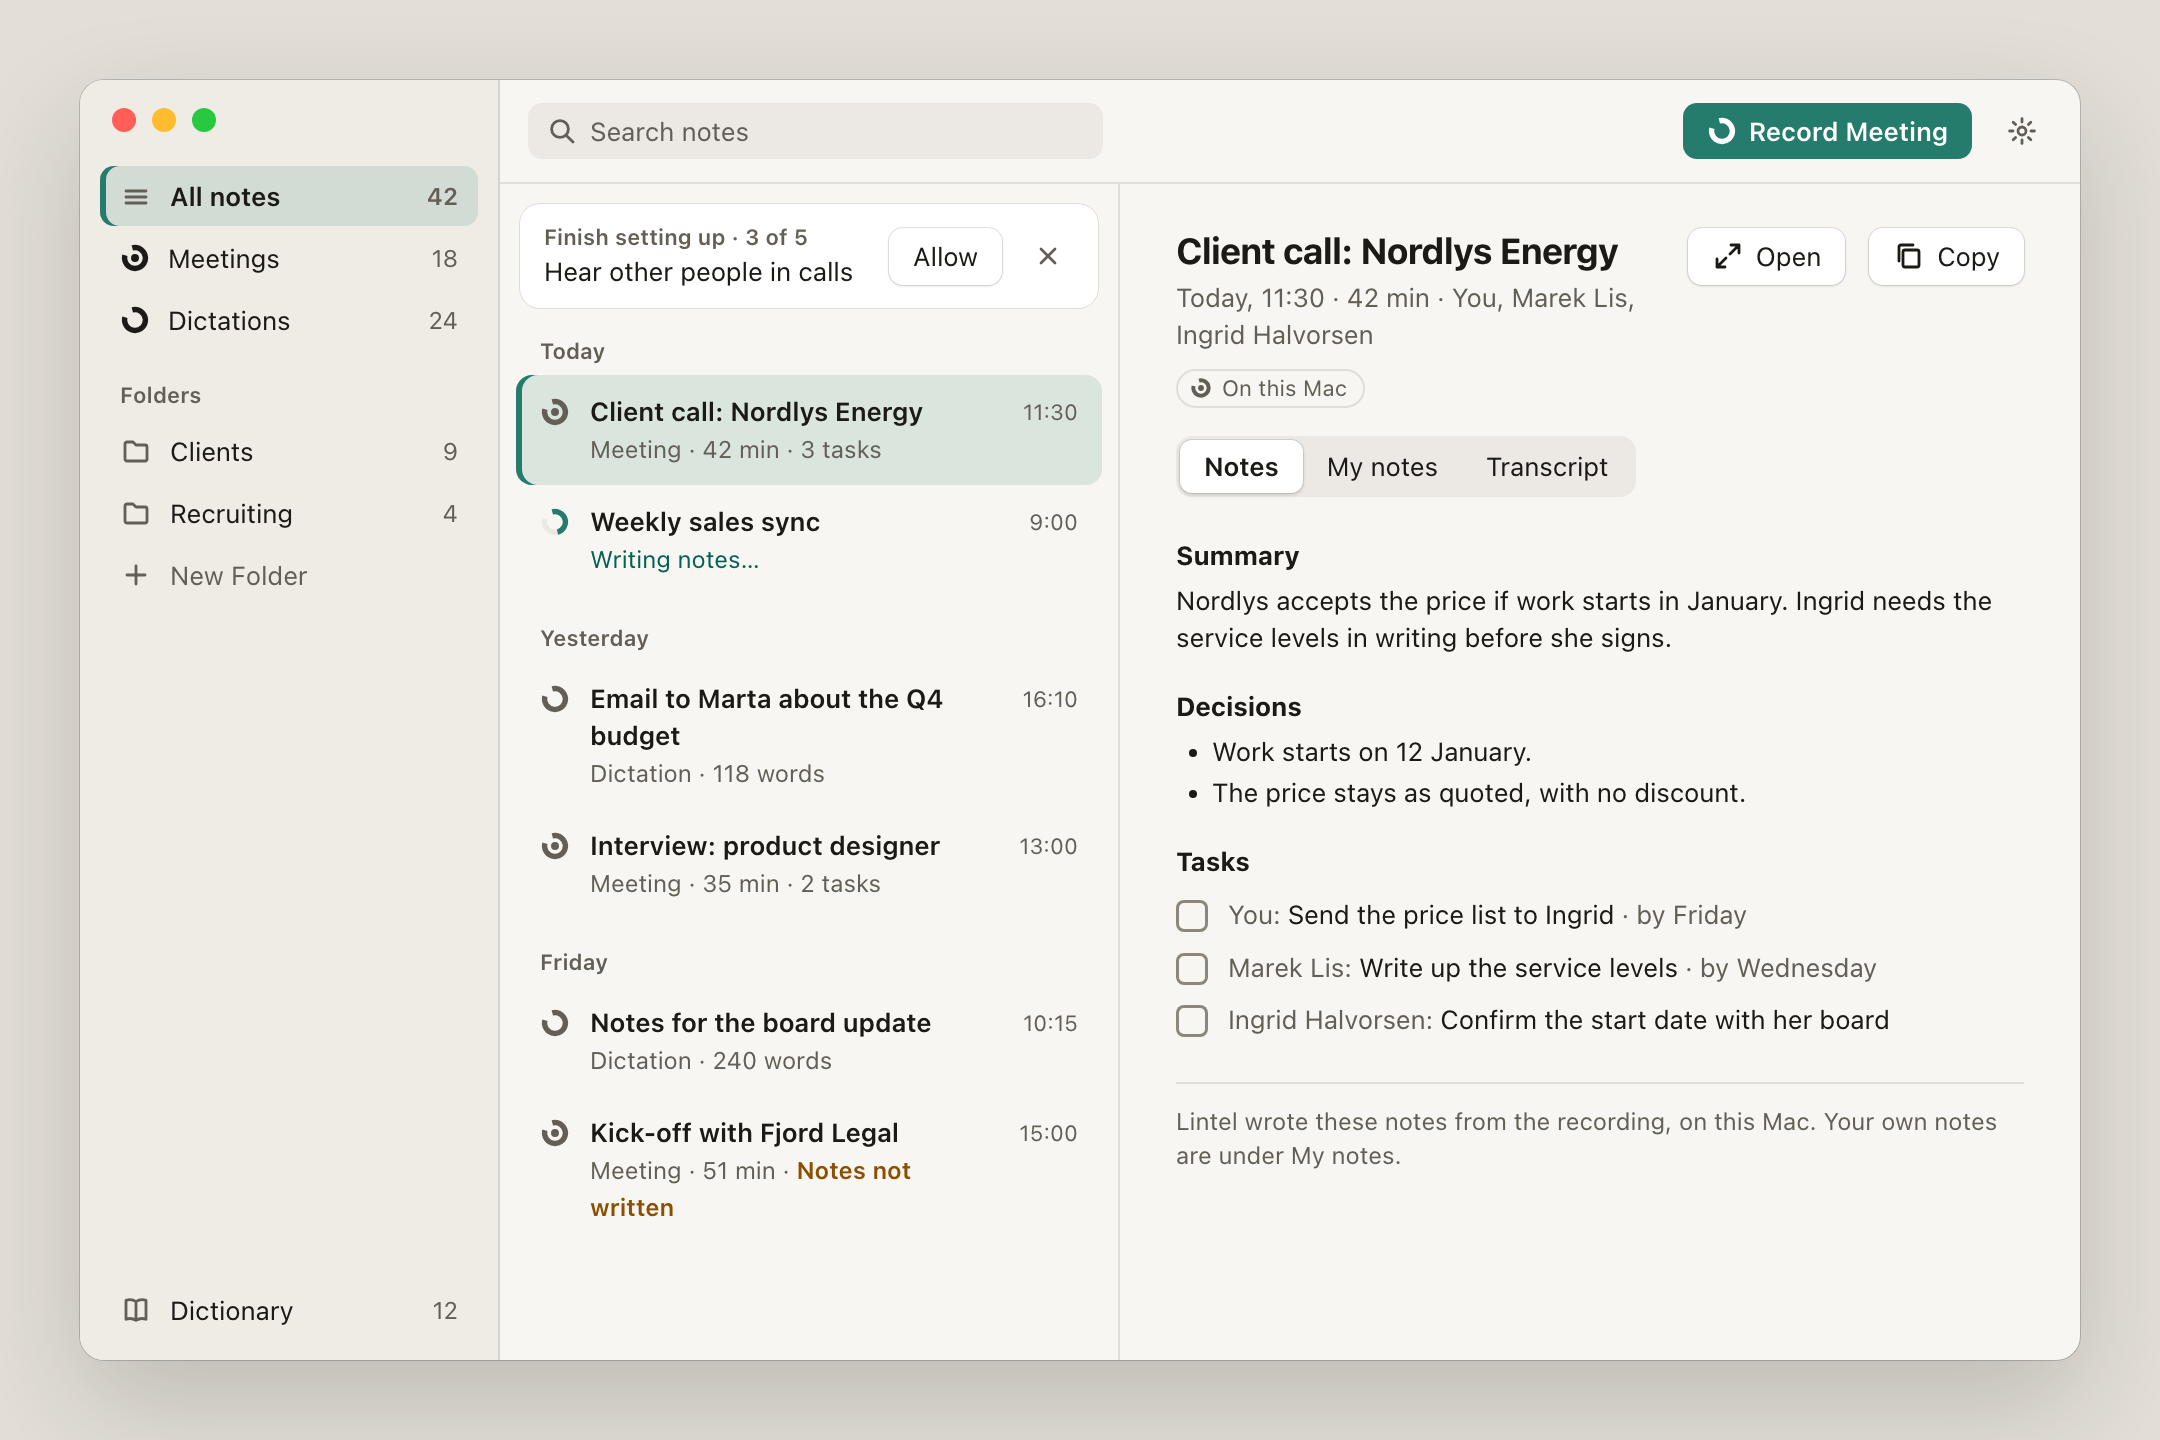 All notes 42
Meetings 18
Dictations 24
Folders
Clients 9
Recruiting 4
New Folder
Dictionary 12
Search notes
Record Meeting
Finish setting up · 3 of 5
Hear other people in calls
Allow
Today
Client call: Nordlys Energy 11:30
Meeting · 42 min · 3 tasks
Weekly sales sync 9:00
Writing notes...
Yesterday
Email to Marta about the Q4 16:10
budget
Dictation · 118 words
Interview: product designer 13:00
Meeting · 35 min · 2 tasks
Friday
Notes for the board update 10:15
Dictation · 240 words
Kick-off with Fjord Legal 15:00
Meeting · 51 min · Notes not
written
Client call: Nordlys Energy
Open
Copy
Today, 11:30 · 42 min · You, Marek Lis,
Ingrid Halvorsen
On this Mac
Notes My notes Transcript
Summary
Nordlys accepts the price if work starts in January. Ingrid needs the
service levels in writing before she signs.
Decisions
• Work starts on 12 January.
• The price stays as quoted, with no discount.
Tasks
You: Send the price list to Ingrid · by Friday
Marek Lis: Write up the service levels · by Wednesday
Ingrid Halvorsen: Confirm the start date with her board
Lintel wrote these notes from the recording, on this Mac. Your own notes
are under My notes.